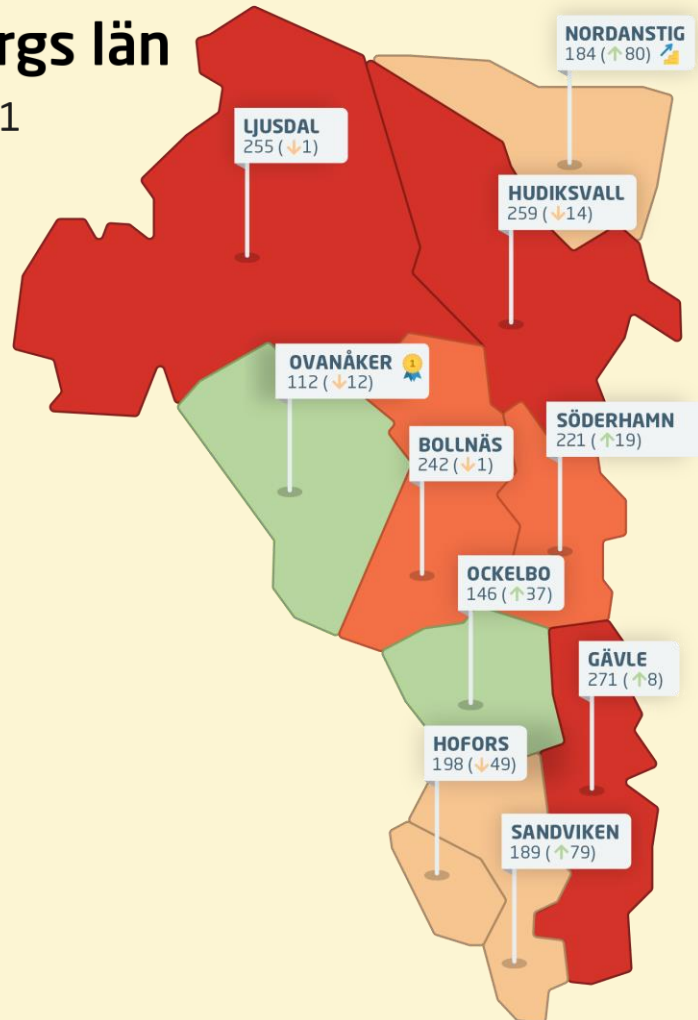 rgs län
1
NORDANSTIG
184 (↑80)
LJUSDAL
255 (↓1)
HUDIKSVALL
259 (↓14)
OVANÅKER
1
112 (↓12)
SÖDERHAMN
221 (↑19)
BOLLNÄS
242 (↓1)
OCKELBO
146 (↑37)
GÄVLE
271 (↑8)
HOFORS
198 (↓49)
SANDVIKEN
189 (↑79)